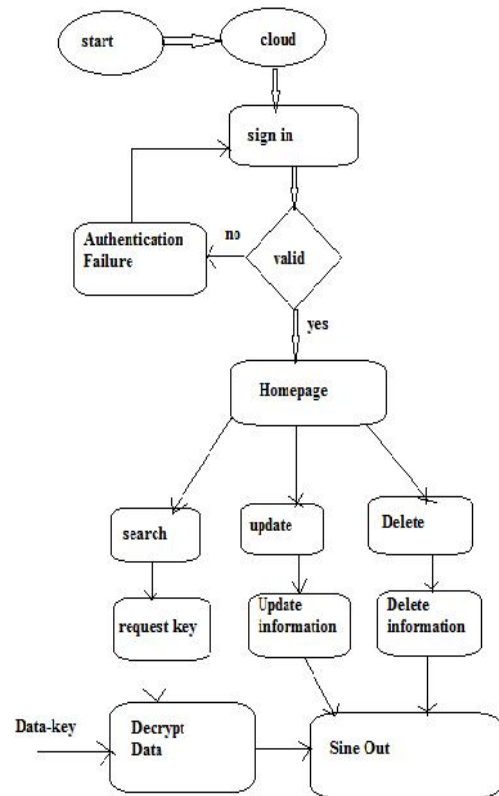 start
cloud
sign in
no
Authentication
Failure
valid
yes
Homepage
search
update
Delete
request key
Update
information
Delete
information
Data-key
Decrypt
Data
Sine Out